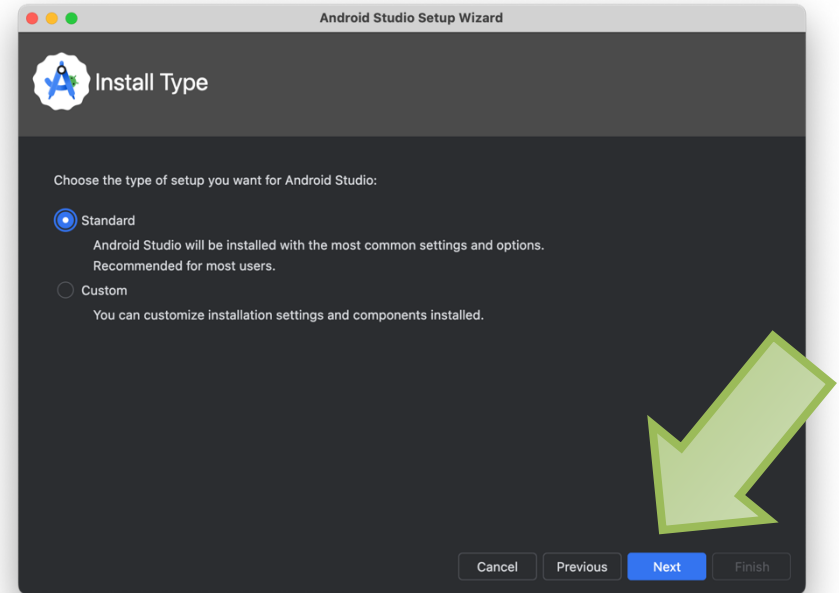 Android Studio Setup Wizard
Install Type
Choose the type of setup you want for Android Studio:
Standard
Android Studio will be installed with the most common settings and options.
Recommended for most users.
Custom
You can customize installation settings and components installed.
Cancel Previous Next Finish